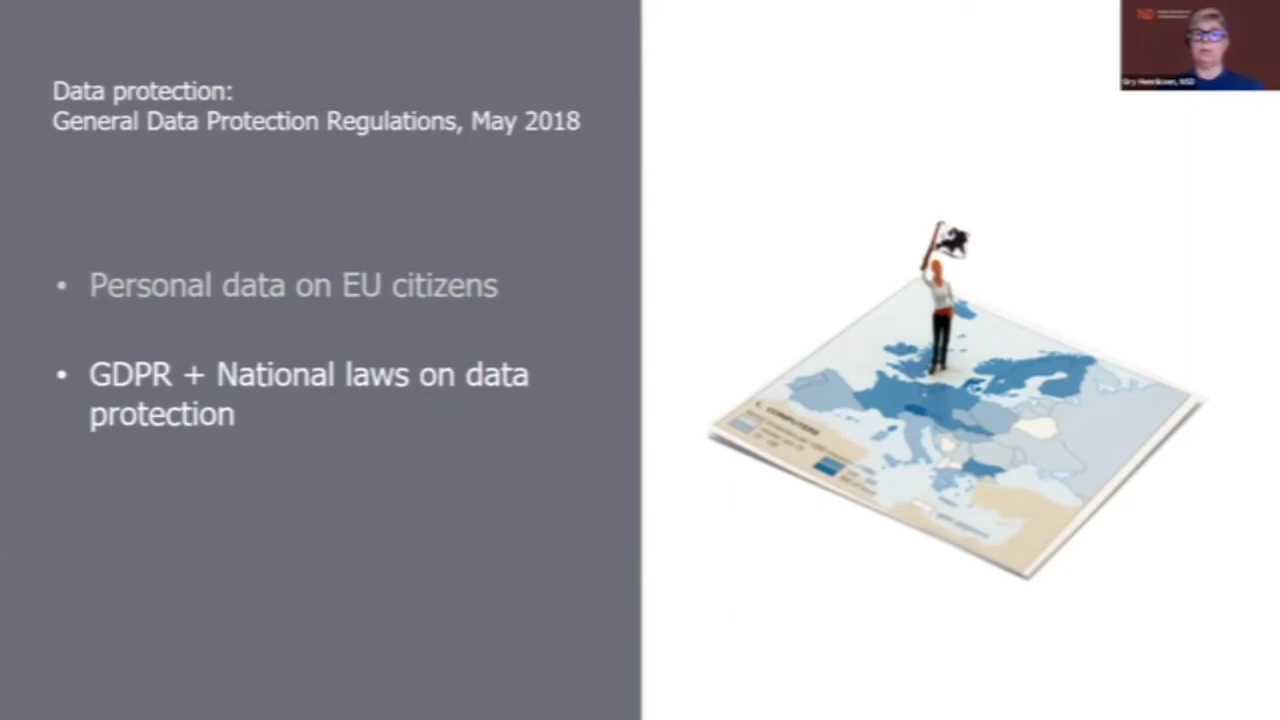 Data protection:
General Data Protection Regulations, May 2018
• Personal data on EU citizens
• GDPR + National laws on data
protection
COMPUTERS